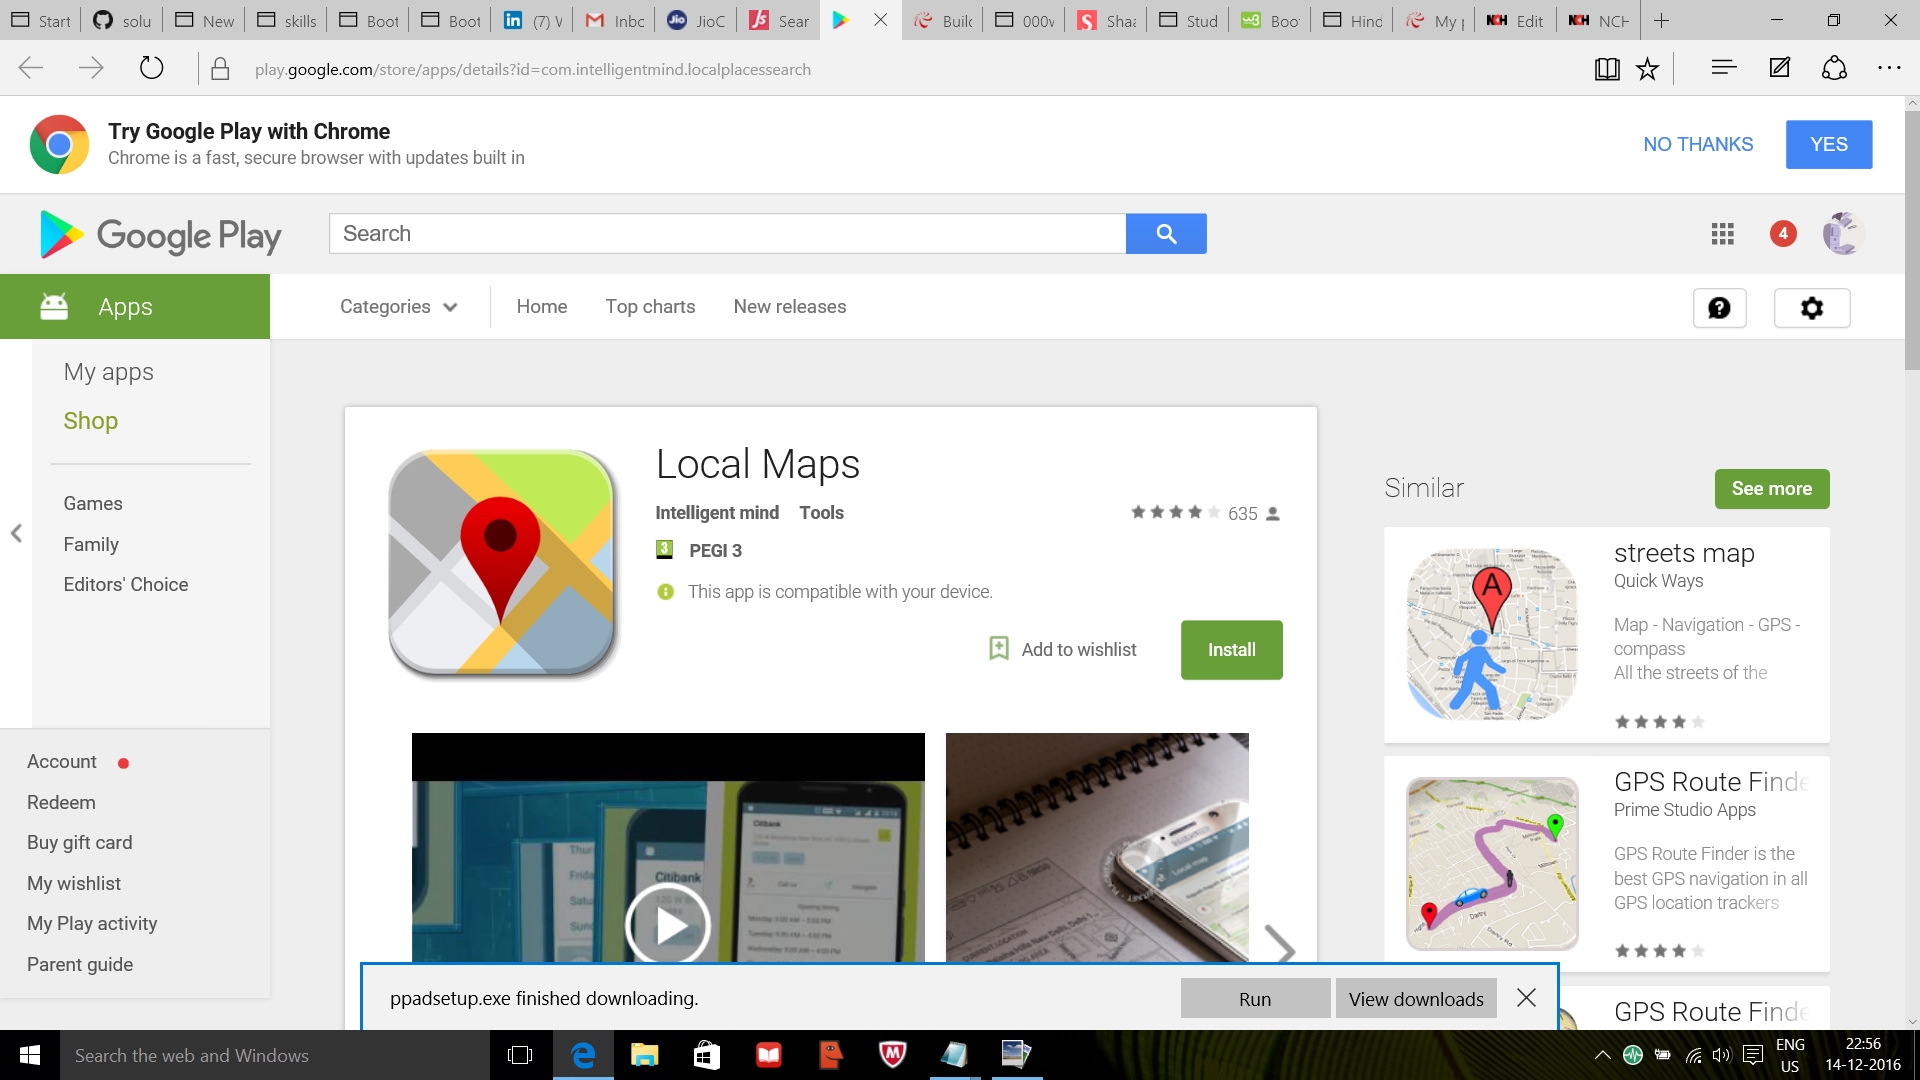 Start
solu
New
skills
Boot
Boot
(7) V
Inbc
JioC
Sear
Builc
000v
Shaa
Stud
Boo
Hind
My p
Edit
NCH
play.google.com/store/apps/details?id=com.intelligentmind.localplacessearch
Try Google Play with Chrome
Chrome is a fast, secure browser with updates built in
NO THANKS
YES
Google Play
Search
4
Apps
Categories
Home
Top charts
New releases
My apps
Shop
Games
Family
Editors' Choice
Account
Redeem
Buy gift card
My wishlist
My Play activity
Parent guide
Local Maps
Intelligent mind Tools
635
3 PEGI 3
This app is compatible with your device.
Add to wishlist
Install
Citibank
Citibank
Similar
See more
A
streets map
Quick Ways
Map - Navigation - GPS -
compass
All the streets of the
GPS Route Finde
Prime Studio Apps
GPS Route Finder is the
best GPS navigation in all
GPS location trackers
GPS Route Finde
ppadsetup.exe finished downloading.
Run
View downloads
Search the web and Windows
ENG
US
22:56
14-12-2016